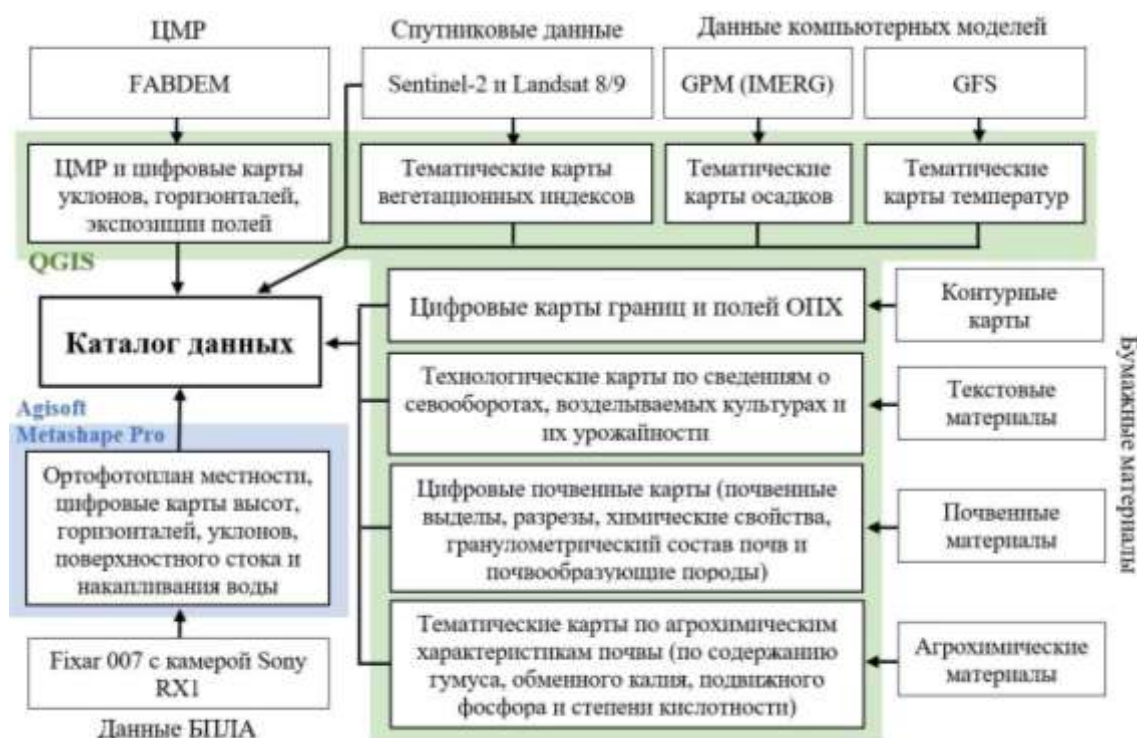 ЦМР
Спутниковые данные
Данные компьютерных моделей
FABDEM
Sentinel-2 и Landsat 8/9
GPM (IMERG)
GFS
ЦМР и цифровые карты
уклонов, горизонталей,
экспозиции полей
Тематические карты
вегетационных индексов
Тематические
карты осадков
Тематические
карты температур
QGIS
Каталог данных
Цифровые карты границ и полей ОПХ
Контурные
карты
Технологические карты по сведениям о
севооборотах, возделываемых культурах и
их урожайности
Текстовые
материалы
Бумажные материалы
Agisoft
Metashape Pro
Ортофотоплан местности,
цифровые карты высот,
горизонталей, уклонов,
поверхностного стока и
накапливания воды
Цифровые почвенные карты (почвенные
выделы, разрезы, химические свойства,
гранулометрический состав почв и
почвообразующие породы)
Почвенные
материалы
Fixar 007 с камерой Sony
RX1
Данные БПЛА
Тематические карты по агрохимическим
характеристикам почвы (по содержанию
гумуса, обменного калия, подвижного
фосфора и степени кислотности)
Агрохимические
материалы